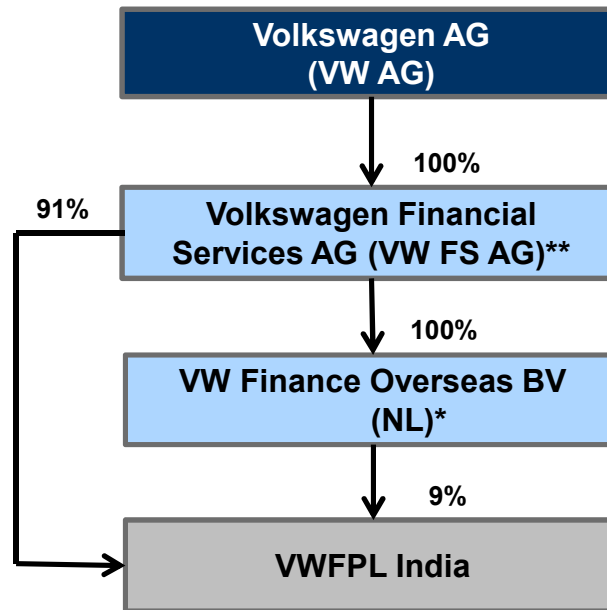 Volkswagen AG
(VW AG)
100%
91%
Volkswagen Financial
Services AG (VW FS AG)**
100%
VW Finance Overseas BV
(NL)*
9%
VWFPL India